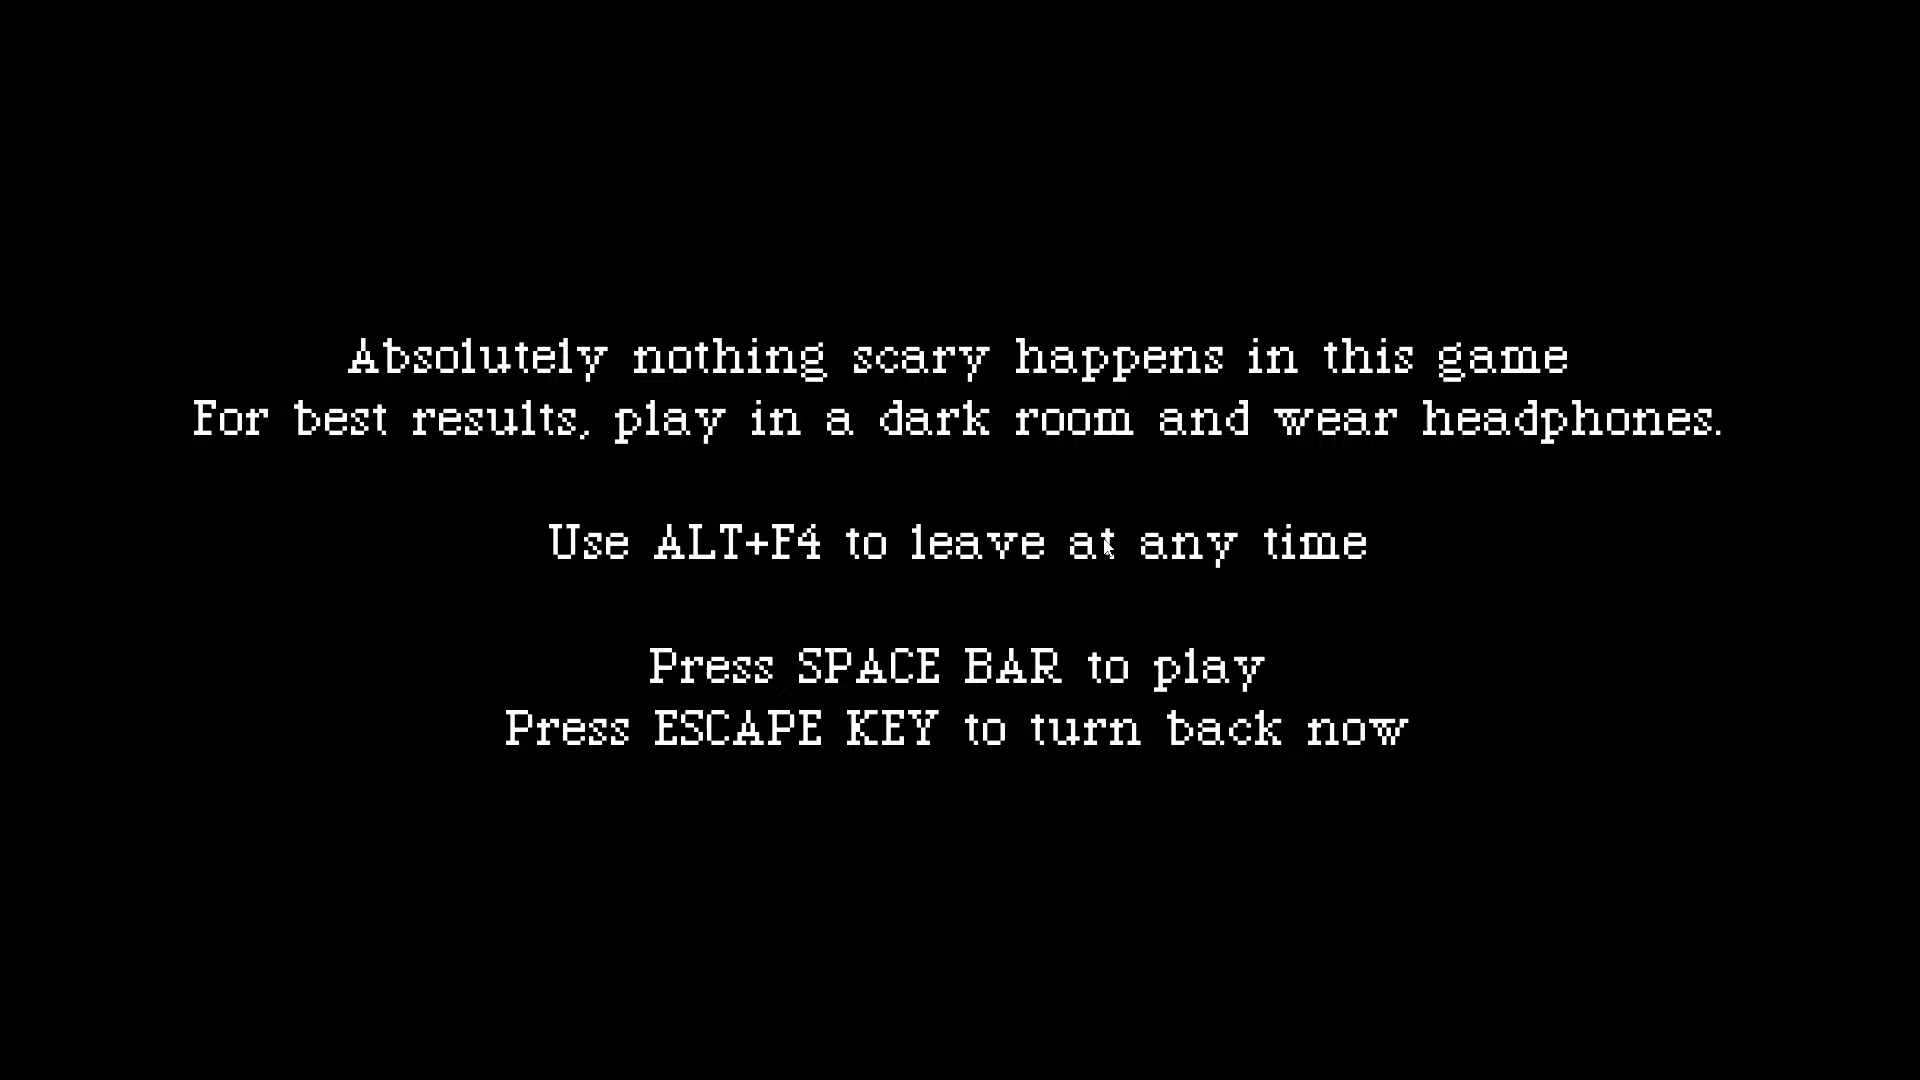 Absolutely nothing scary happens in this game
For best results, play in a dark room and wear headphones.
Use ALT+F4 to leave at any time
Press SPACE BAR to play
Press ESCAPE KEY to turn back now